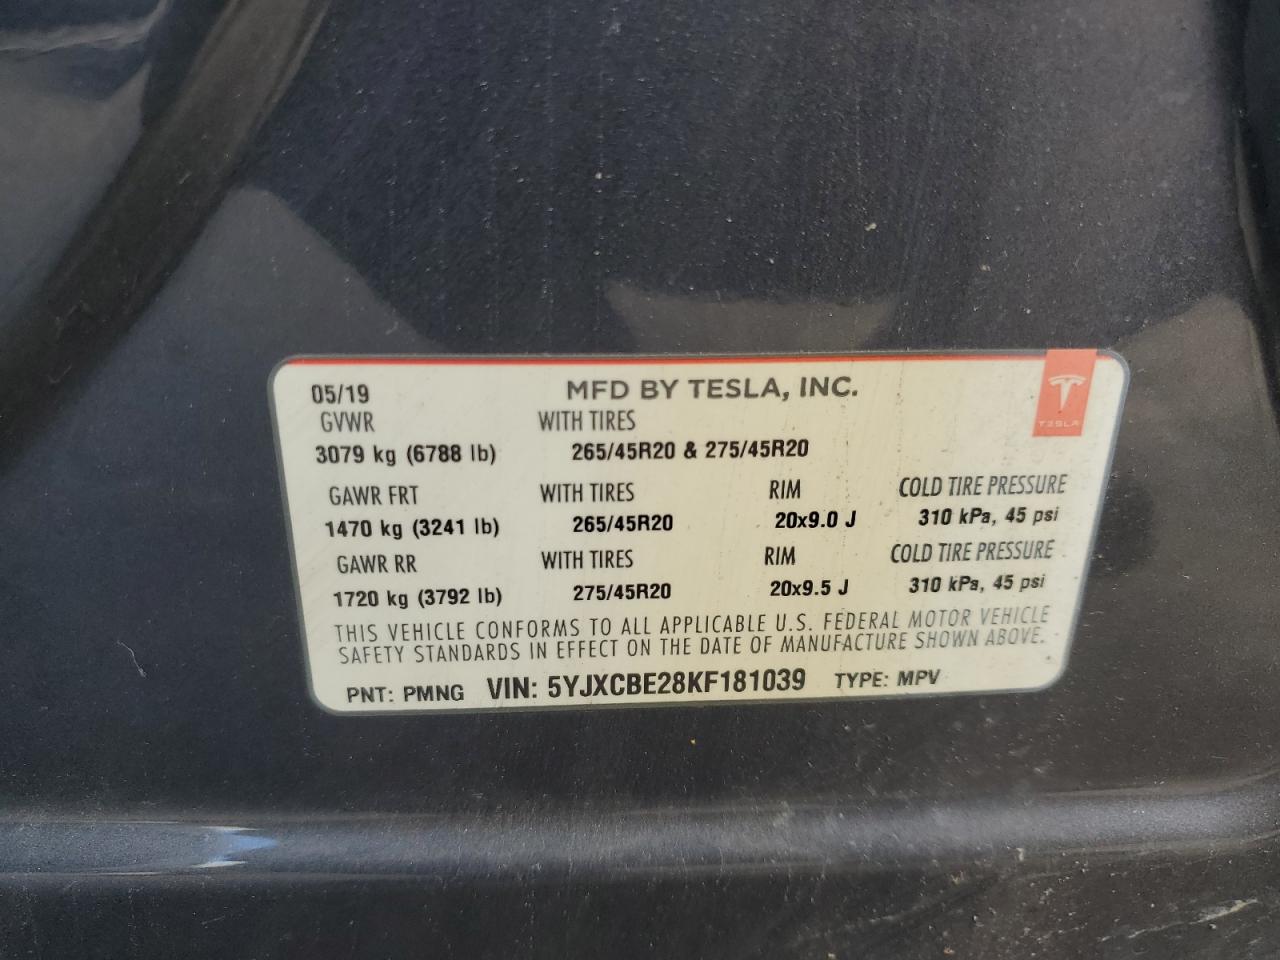 05/19 MFD BY TESLA, INC.
TESLA
GVWR WITH TIRES
3079 kg (6788 lb) 265/45R20 & 275/45R20
GAWR FRT WITH TIRES RIM COLD TIRE PRESSURE
1470 kg (3241 lb) 265/45R20 20x9.0 J 310 kPa, 45 psi
GAWR RR WITH TIRES RIM COLD TIRE PRESSURE
1720 kg (3792 lb) 275/45R20 20x9.5 J 310 kPa, 45 psi
THIS VEHICLE CONFORMS TO ALL APPLICABLE U.S. FEDERAL MOTOR VEHICLE
SAFETY STANDARDS IN EFFECT ON THE DATE OF MANUFACTURE SHOWN ABOVE.
PNT: PMNG VIN: 5YJXCBE28KF181039 TYPE: MPV